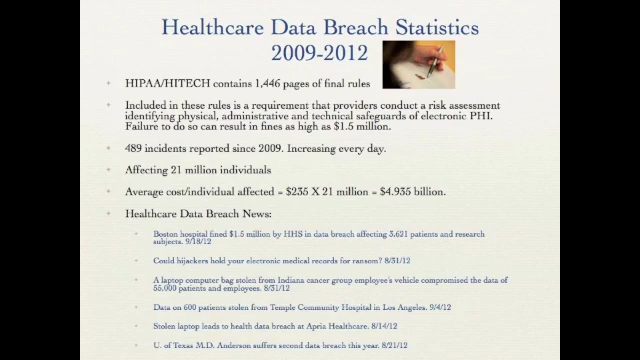 Healthcare Data Breach Statistics
2009-2012
HIPAA/HITECH contains 1,446 pages of final rules
Included in these rules is a requirement that providers conduct a risk assessment
identifying physical, administrative and technical safeguards of electronic PHI.
Failure to do so can result in fines as high as $1.5 million.
489 incidents reported since 2009. Increasing every day.
Affecting 21 million individuals
Average cost/individual affected = $235 X 21 million = $4.935 billion.
Healthcare Data Breach News:
Boston hospital fined $1.5 million by HHS in data breach affecting 3,621 patients and research
subjects. 9/18/12
Could hijackers hold your electronic medical records for ransom? 8/31/12
A laptop computer bag stolen from Indiana cancer group employee's vehicle compromised the data of
55,000 patients and employees. 8/31/12
Data on 600 patients stolen from Temple Community Hospital in Los Angeles. 9/4/12
Stolen laptop leads to health data breach at Apria Healthcare. 8/14/12
U. of Texas M.D. Anderson suffers second data breach this year. 8/21/12